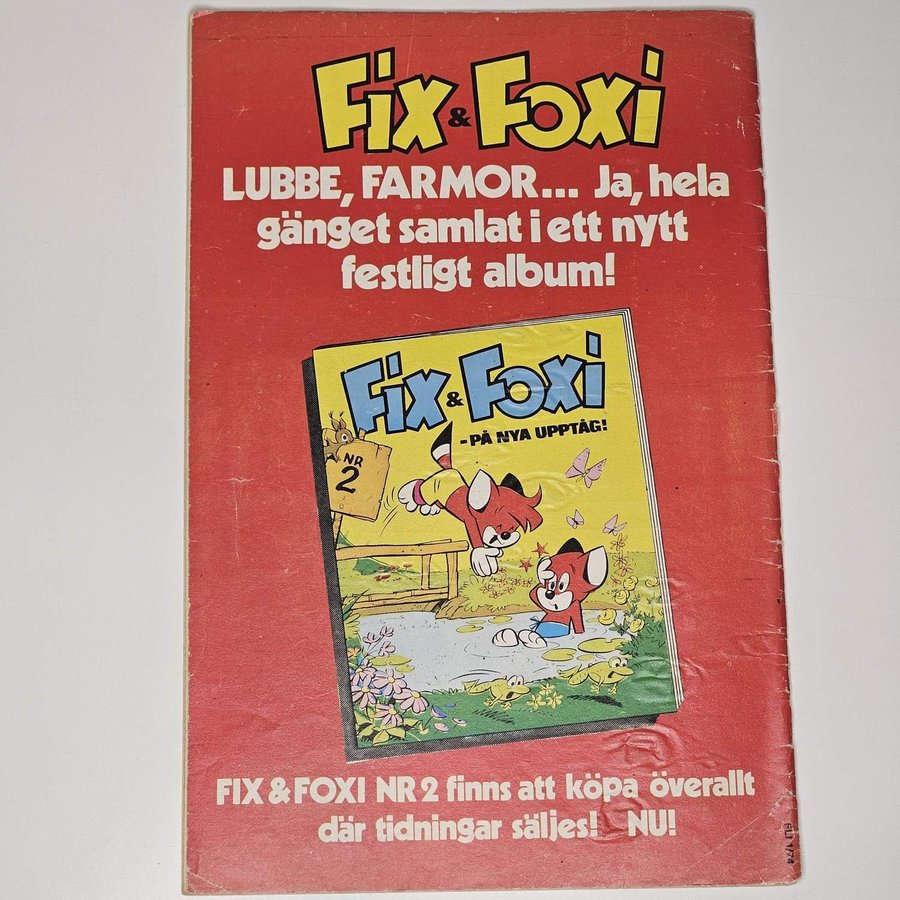 Fix & Foxi
LUBBE, FARMOR... Ja, hela
gänget samlat i ett nytt
festligt album!
Fix & Foxi
- PÅ NYA UPPTÅG!
NR
2
FIX & FOXI NR 2 finns att köpa överallt
där tidningar säljes! NU!